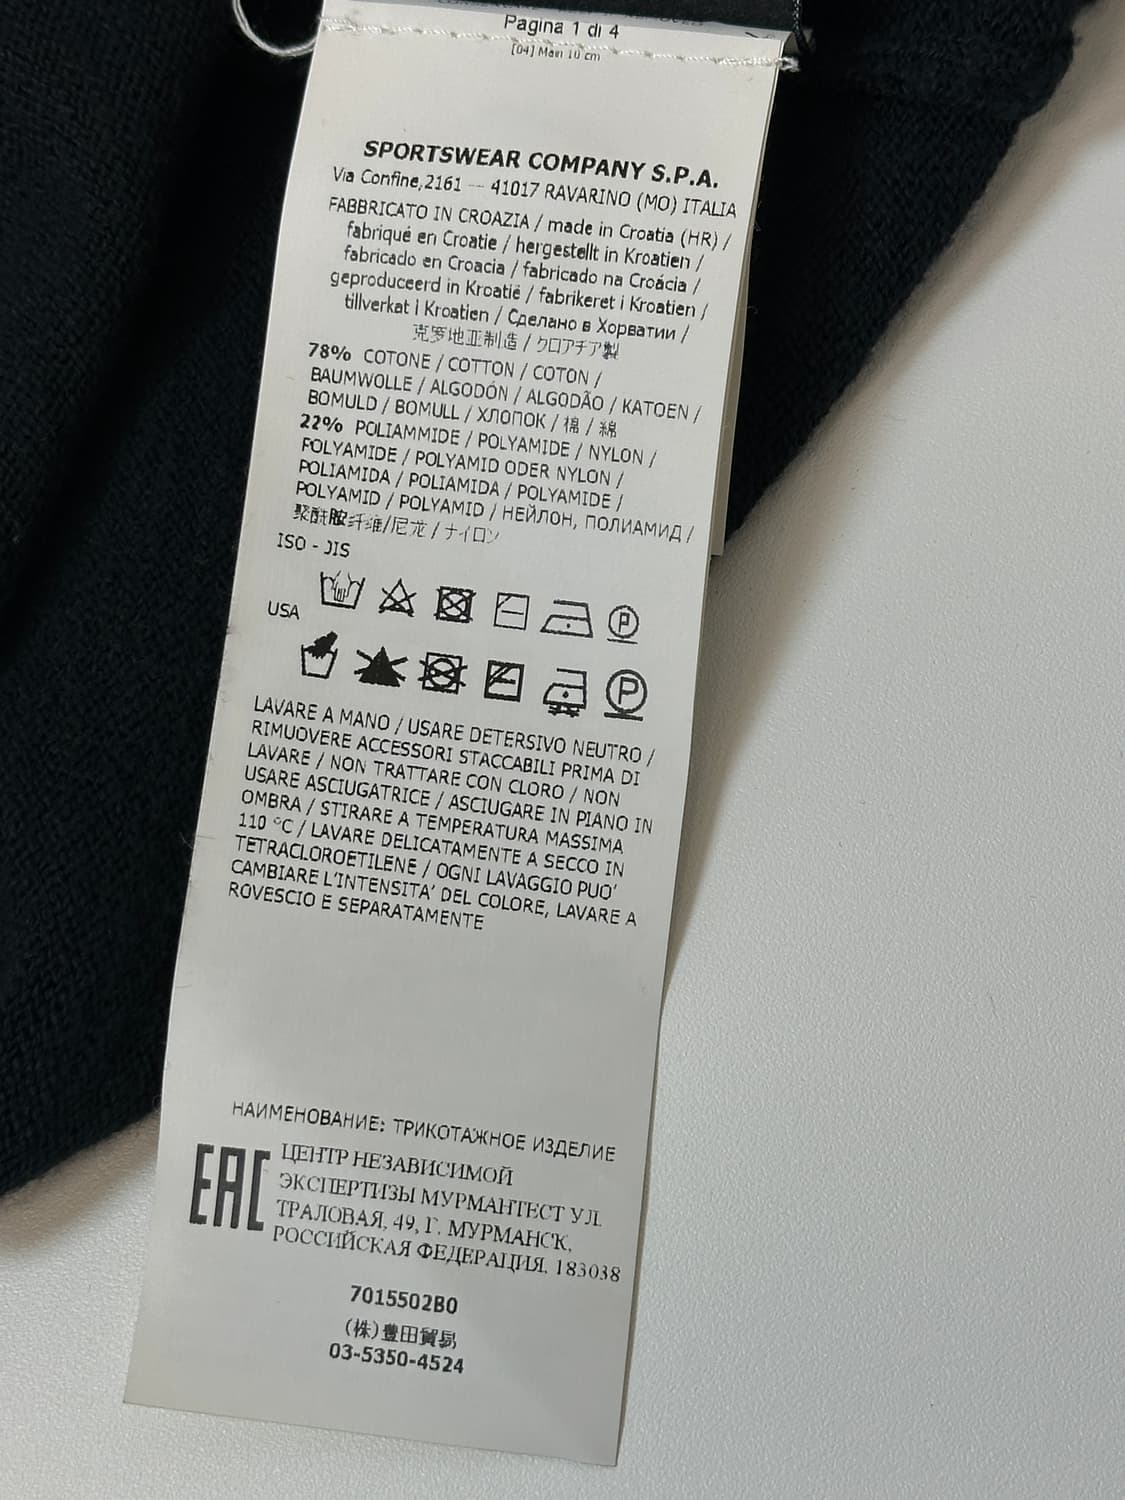 Pagina 1 di 4
[04] Main 10 cm
SPORTSWEAR COMPANY S.P.A.
Via Confine,2161 -- 41017 RAVARINO (MO) ITALIA
FABBRICATO IN CROAZIA / made in Croatia (HR) /
fabriqué en Croatie / hergestellt in Kroatien /
fabricado en Croacia / fabricado na Croácia /
geproduceerd in Kroatië / fabrikeret i Kroatien /
tillverkat i Kroatien / Сделано в Хорватии /
克罗地亚制造 / クロアチア製
78% COTONE / COTTON / COTON /
BAUMWOLLE / ALGODÓN / ALGODÃO / KATOEN /
BOMULD / BOMULL / ХЛОПОК / 棉 / 綿
22% POLIAMMIDE / POLYAMIDE / NYLON /
POLYAMIDE / POLYAMID ODER NYLON /
POLIAMIDA / POLIAMIDA / POLYAMIDE /
POLYAMID / POLYAMID / НЕЙЛОН, ПОЛИАМИД /
聚酰胺纤维/尼龙 / ナイロン
ISO - JIS
USA
P
P
LAVARE A MANO / USARE DETERSIVO NEUTRO /
RIMUOVERE ACCESSORI STACCABILI PRIMA DI
LAVARE / NON TRATTARE CON CLORO / NON
USARE ASCIUGATRICE / ASCIUGARE IN PIANO IN
OMBRA / STIRARE A TEMPERATURA MASSIMA
110 °C / LAVARE DELICATAMENTE A SECCO IN
TETRACLOROETILENE / OGNI LAVAGGIO PUO'
CAMBIARE L'INTENSITA' DEL COLORE, LAVARE A
ROVESCIO E SEPARATAMENTE
НАИМЕНОВАНИЕ: ТРИКОТАЖНОЕ ИЗДЕЛИЕ
EAC
ЦЕНТР НЕЗАВИСИМОЙ
ЭКСПЕРТИЗЫ МУРМАНТЕСТ УЛ.
ТРАЛОВАЯ, 49, Г. МУРМАНСК,
РОССИЙСКАЯ ФЕДЕРАЦИЯ, 183038
7015502B0
(株)豊田貿易
03-5350-4524